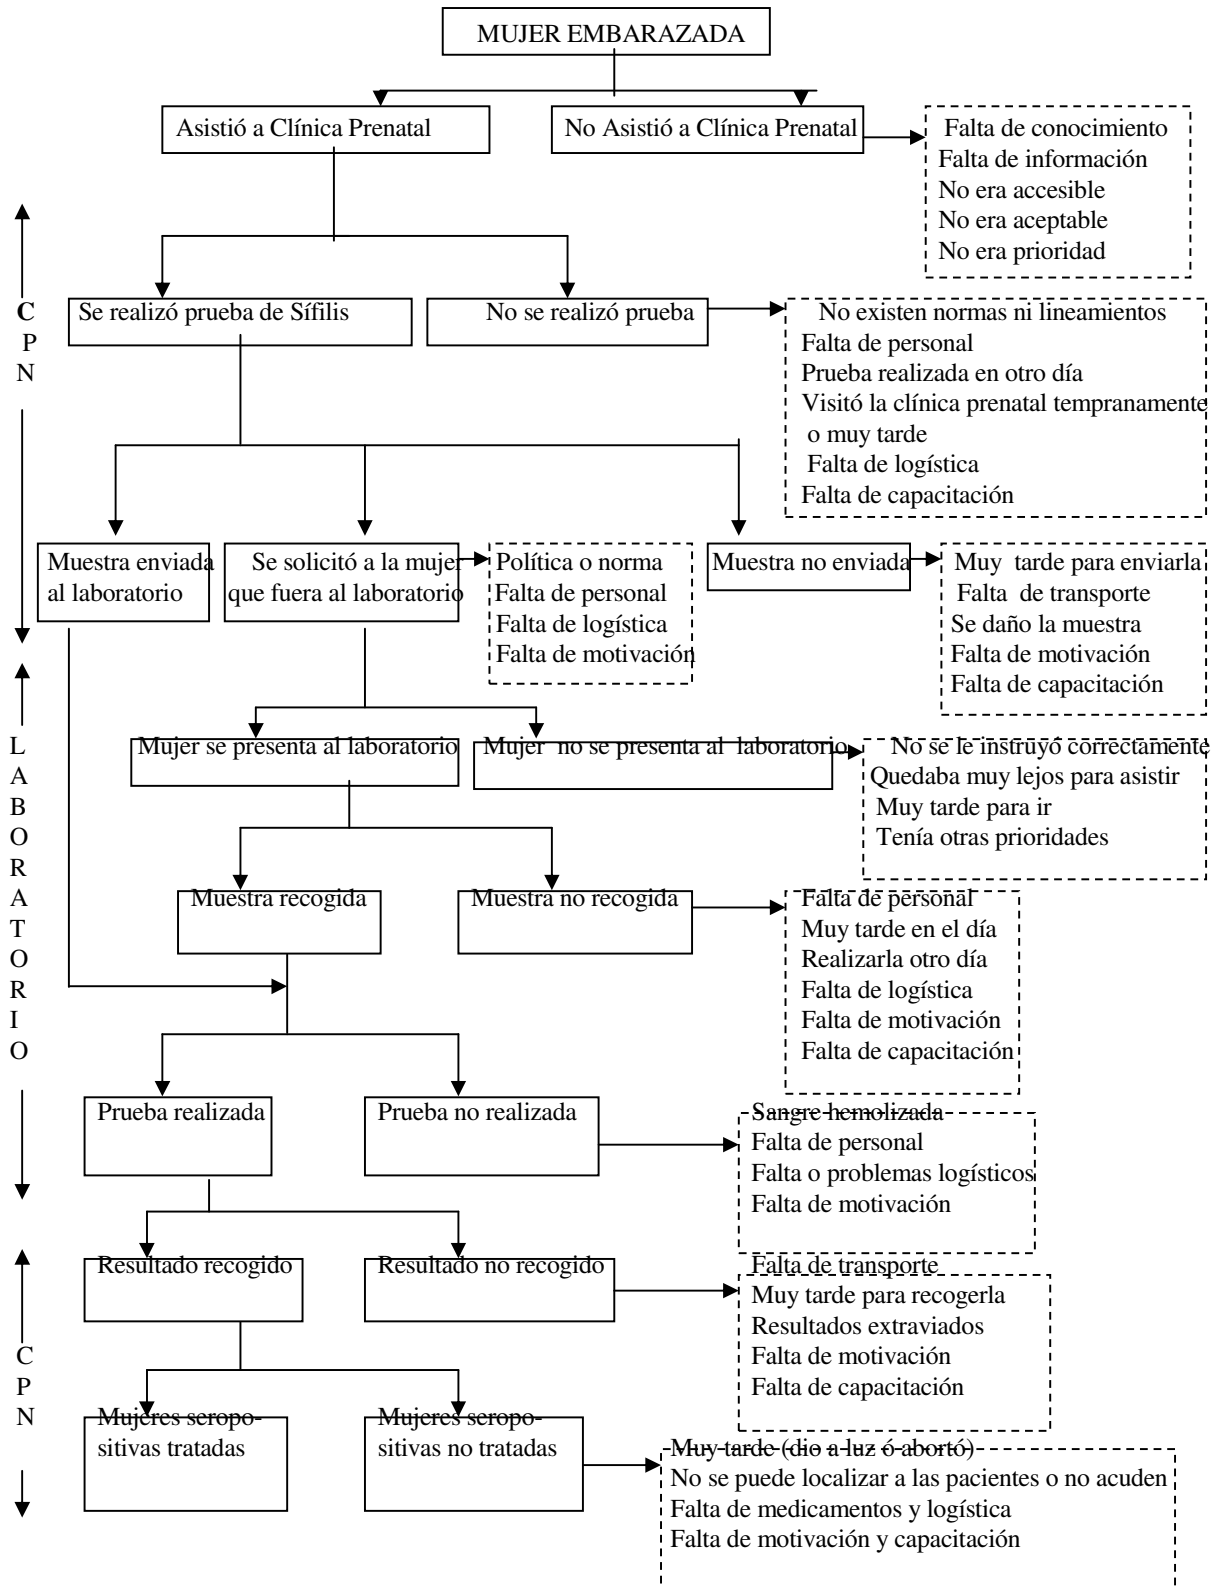 MUJER EMBARAZADA
Asistió a Clínica Prenatal
No Asistió a Clínica Prenatal
Falta de conocimiento
Falta de información
No era accesible
No era aceptable
No era prioridad
C
P
N
Se realizó prueba de Sífilis
No se realizó prueba
No existen normas ni lineamientos
Falta de personal
Prueba realizada en otro día
Visitó la clínica prenatal tempranamente
o muy tarde
Falta de logística
Falta de capacitación
Muestra enviada
al laboratorio
Se solicitó a la mujer
que fuera al laboratorio
Política o norma
Falta de personal
Falta de logística
Falta de motivación
Muestra no enviada
Muy tarde para enviarla
Falta de transporte
Se daño la muestra
Falta de motivación
Falta de capacitación
L
A
B
O
R
A
T
O
R
I
O
Mujer se presenta al laboratorio
Mujer no se presenta al laboratorio
No se le instruyó correctamente
Quedaba muy lejos para asistir
Muy tarde para ir
Tenía otras prioridades
Muestra recogida
Muestra no recogida
Falta de personal
Muy tarde en el día
Realizarla otro día
Falta de logística
Falta de motivación
Falta de capacitación
Prueba realizada
Prueba no realizada
Sangre hemolizada
Falta de personal
Falta o problemas logísticos
Falta de motivación
C
P
N
Resultado recogido
Resultado no recogido
Falta de transporte
Muy tarde para recogerla
Resultados extraviados
Falta de motivación
Falta de capacitación
Mujeres seropo-
sitivas tratadas
Mujeres seropo-
sitivas no tratadas
Muy tarde (dio a luz ó abortó)
No se puede localizar a las pacientes o no acuden
Falta de medicamentos y logística
Falta de motivación y capacitación